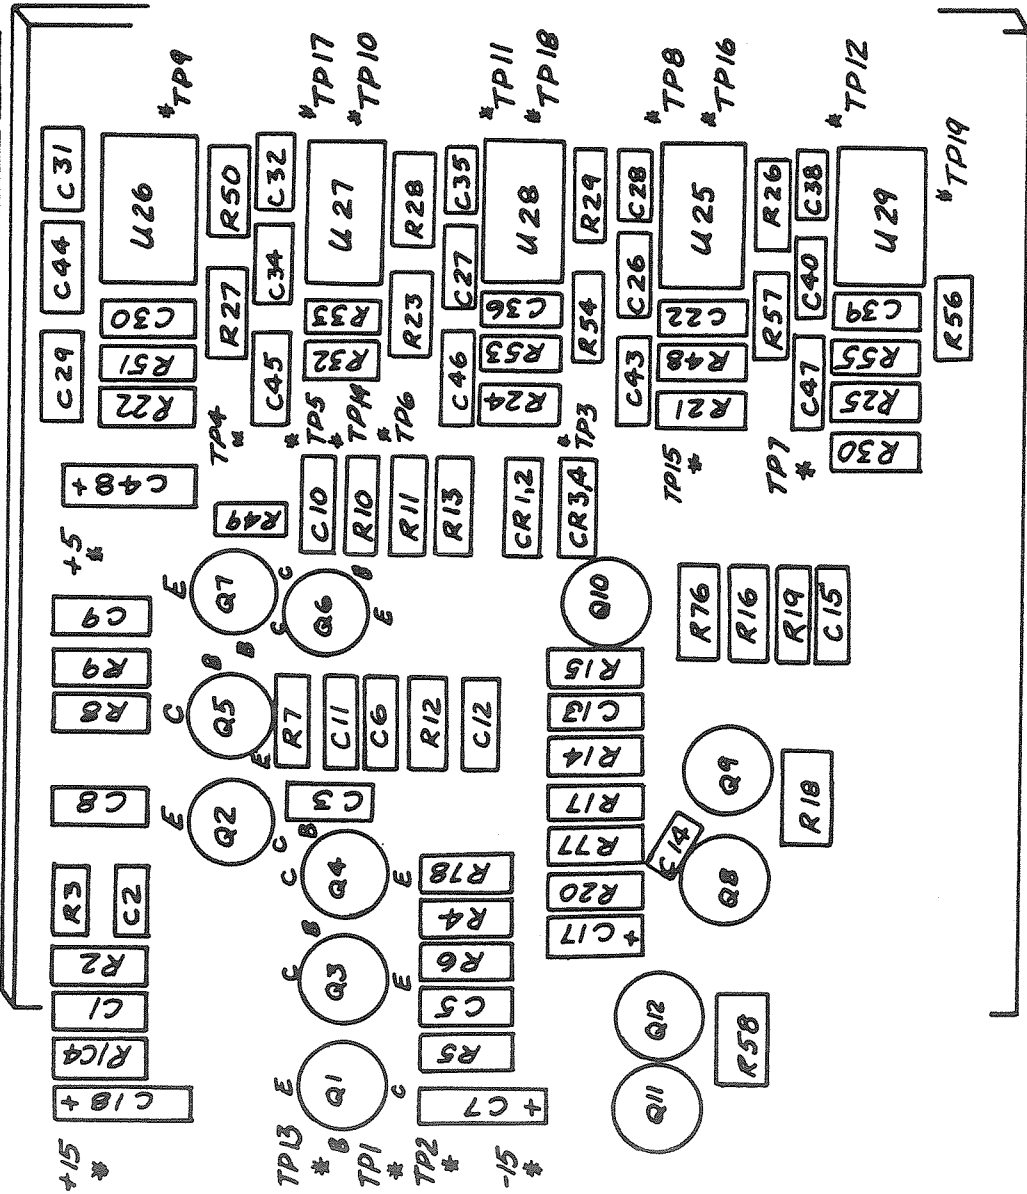 *TP9
*TP17
*TP10
*TP11
*TP18
*TP8
*TP16
*TP12
*TP19
C31
C44
C29
U26
C30
R51
R22
R50
R27
C32
C34
C45
U27
R33
R32
R28
R23
C35
C27
C46
U28
C36
R53
R24
R29
R54
C28
C26
C43
U25
C22
R48
R21
R26
R57
C38
C40
C47
U29
C39
R55
R25
R30
R56
TP4
*
*
TP5
*
TP14
*
TP6
*
TP3
TP15
*
TP7
*
C48 +
+5
*
R49
C10
R10
R11
R13
CR1,2
CR3,4
C9
R9
R8
C8
E
Q7
C
B
C
Q6
B
E
C
Q5
B
E
E
Q2
C
R7
C11
C6
R12
C12
C3
Q10
R76
R16
R19
C15
R15
C13
R14
R17
R77
R20
+ C17
C14
Q9
Q8
R18
R3
C2
R2
C1
R1C4
C18 +
+15
*
B
C
Q4
E
B
C
Q3
E
E
Q1
B
C
R78
R4
R6
C5
R5
C7 +
TP13
*
TP1
*
TP2
*
-15
*
Q12
Q11
R58